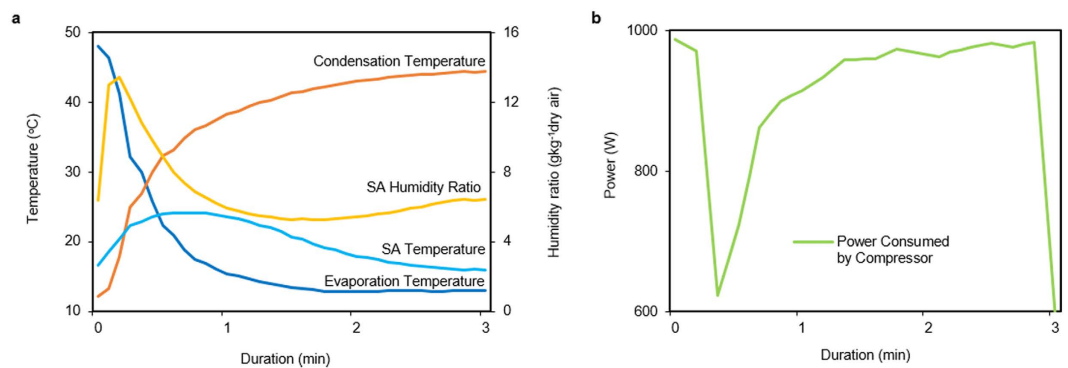 a
50
40
30
20
10
Temperature (ºC)
16
12
8
4
0
Humidity ratio (gkg⁻¹dry air)
Condensation Temperature
SA Humidity Ratio
SA Temperature
Evaporation Temperature
0
1
2
3
Duration (min)
b
1000
800
600
Power (W)
Power Consumed
by Compressor
0
1
2
3
Duration (min)